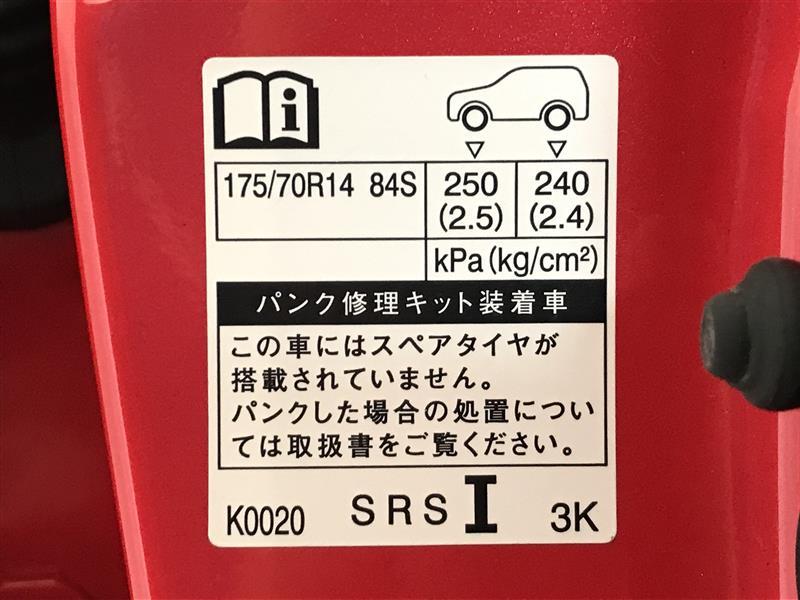 175/70R14 84S 250 240
(2.5) (2.4)
kPa(kg/cm²)
パンク修理キット装着車
この車にはスペアタイヤが
搭載されていません。
パンクした場合の処置につい
ては取扱書をご覧ください。
K0020 SRS I 3K